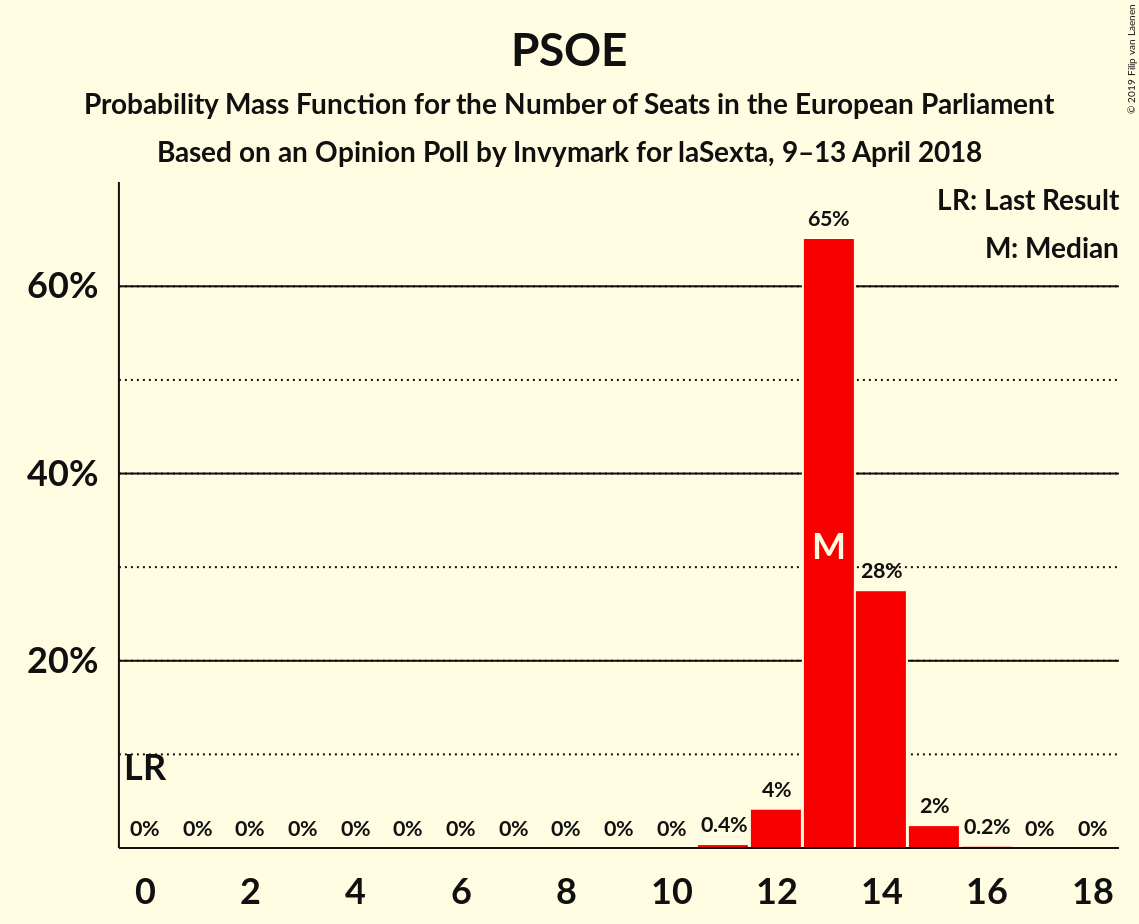 PSOE
Probability Mass Function for the Number of Seats in the European Parliament
Based on an Opinion Poll by Invymark for laSexta, 9–13 April 2018
© 2019 Filip van Laenen
LR: Last Result
M: Median
65%
60%
M
40%
28%
20%
LR
0% 0% 0% 0% 0% 0% 0% 0% 0% 0% 0% 0.4% 4% 2% 0.2% 0% 0%
0 2 4 6 8 10 12 14 16 18